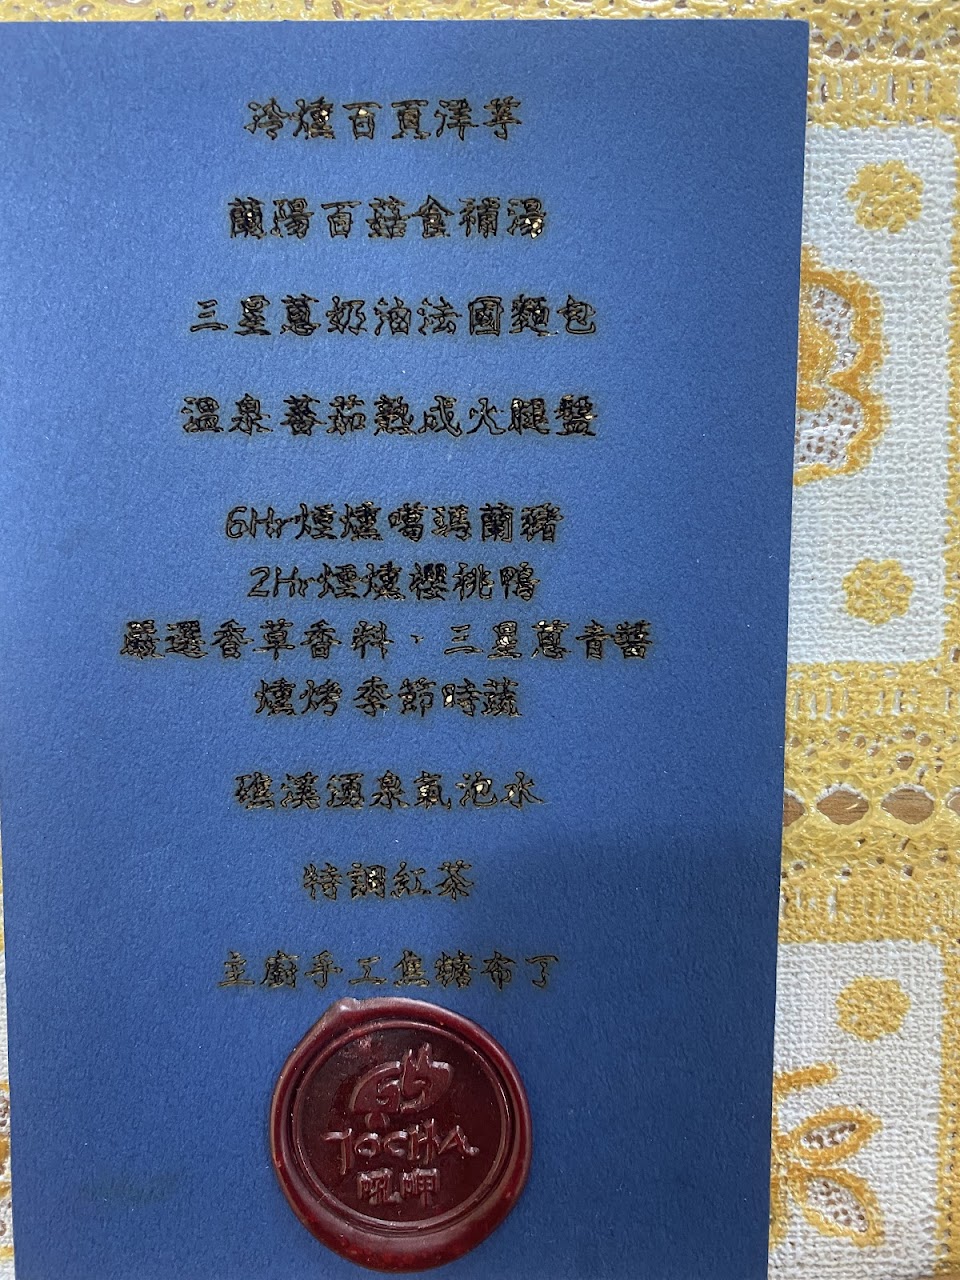 冷燻百頁洋芋
蘭陽百菇食補湯
三星蔥奶油法國麵包
溫泉蕃茄熟成火腿盤
6Hr煙燻噶瑪蘭豬
2Hr煙燻櫻桃鴨
嚴選香草香料、三星蔥青醬
燻烤季節時蔬
礁溪溫泉氣泡水
特調紅茶
主廚手工焦糖布丁
TOCHA